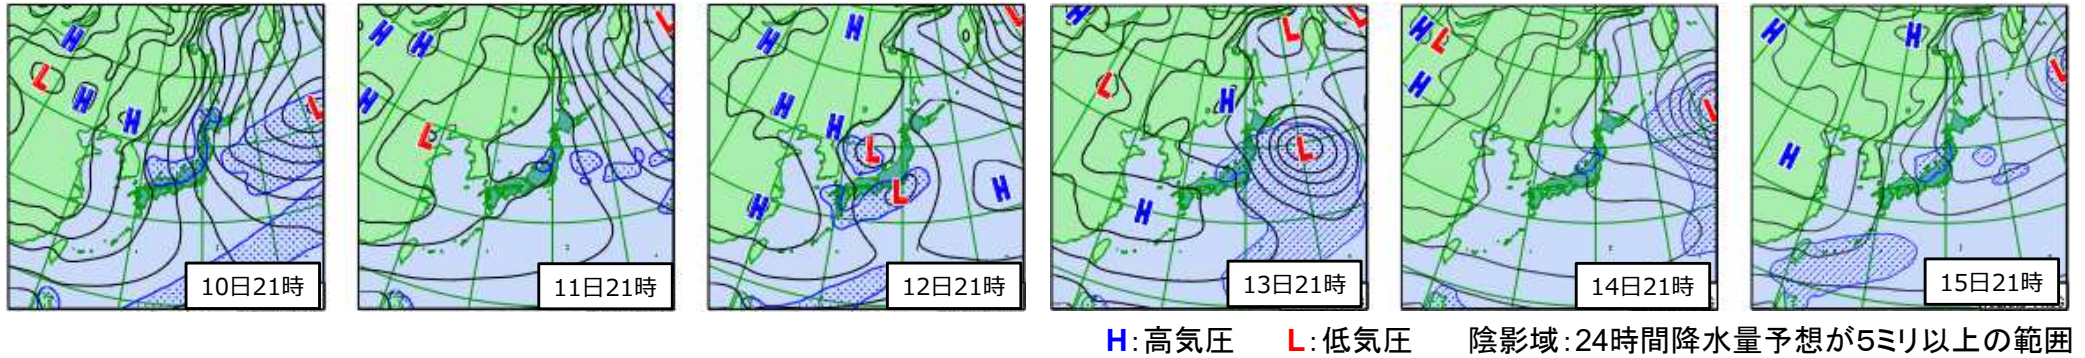 H L H H L 10日21時
H H L H L 11日21時
H H H H L L H H L 12日21時
H L L L H L H 13日21時
H L H L 14日21時
H H H L 15日21時
H:高気圧 L:低気圧 陰影域:24時間降水量予想が5ミリ以上の範囲